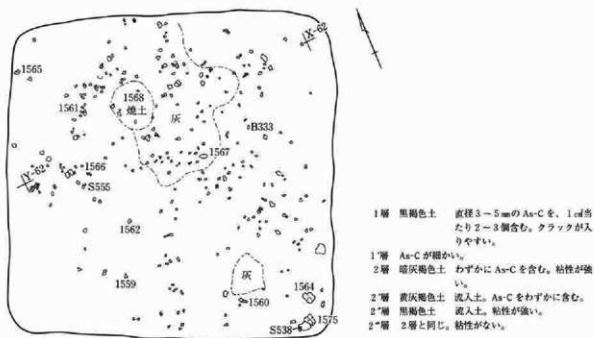 X-62
1565
1561
1568
焼土
灰
B333
1567
1566
Y-62
S555
1562
1559
灰
1560
1564
1575
S538
1層 黒褐色土 直径3～5㎜のAs-Cを、1㎝当
たり2～3個含む。クラックが入
りやすい。
1'層 As-Cが細かい。
2層 暗灰褐色土 わずかにAs-Cを含む。粘性が強
い。
2'層 黄灰褐色土 流入土。As-Cをわずかに含む。
2"層 黒褐色土 流入土。粘性が強い。
2"'層 2層と同じ。粘性がない。